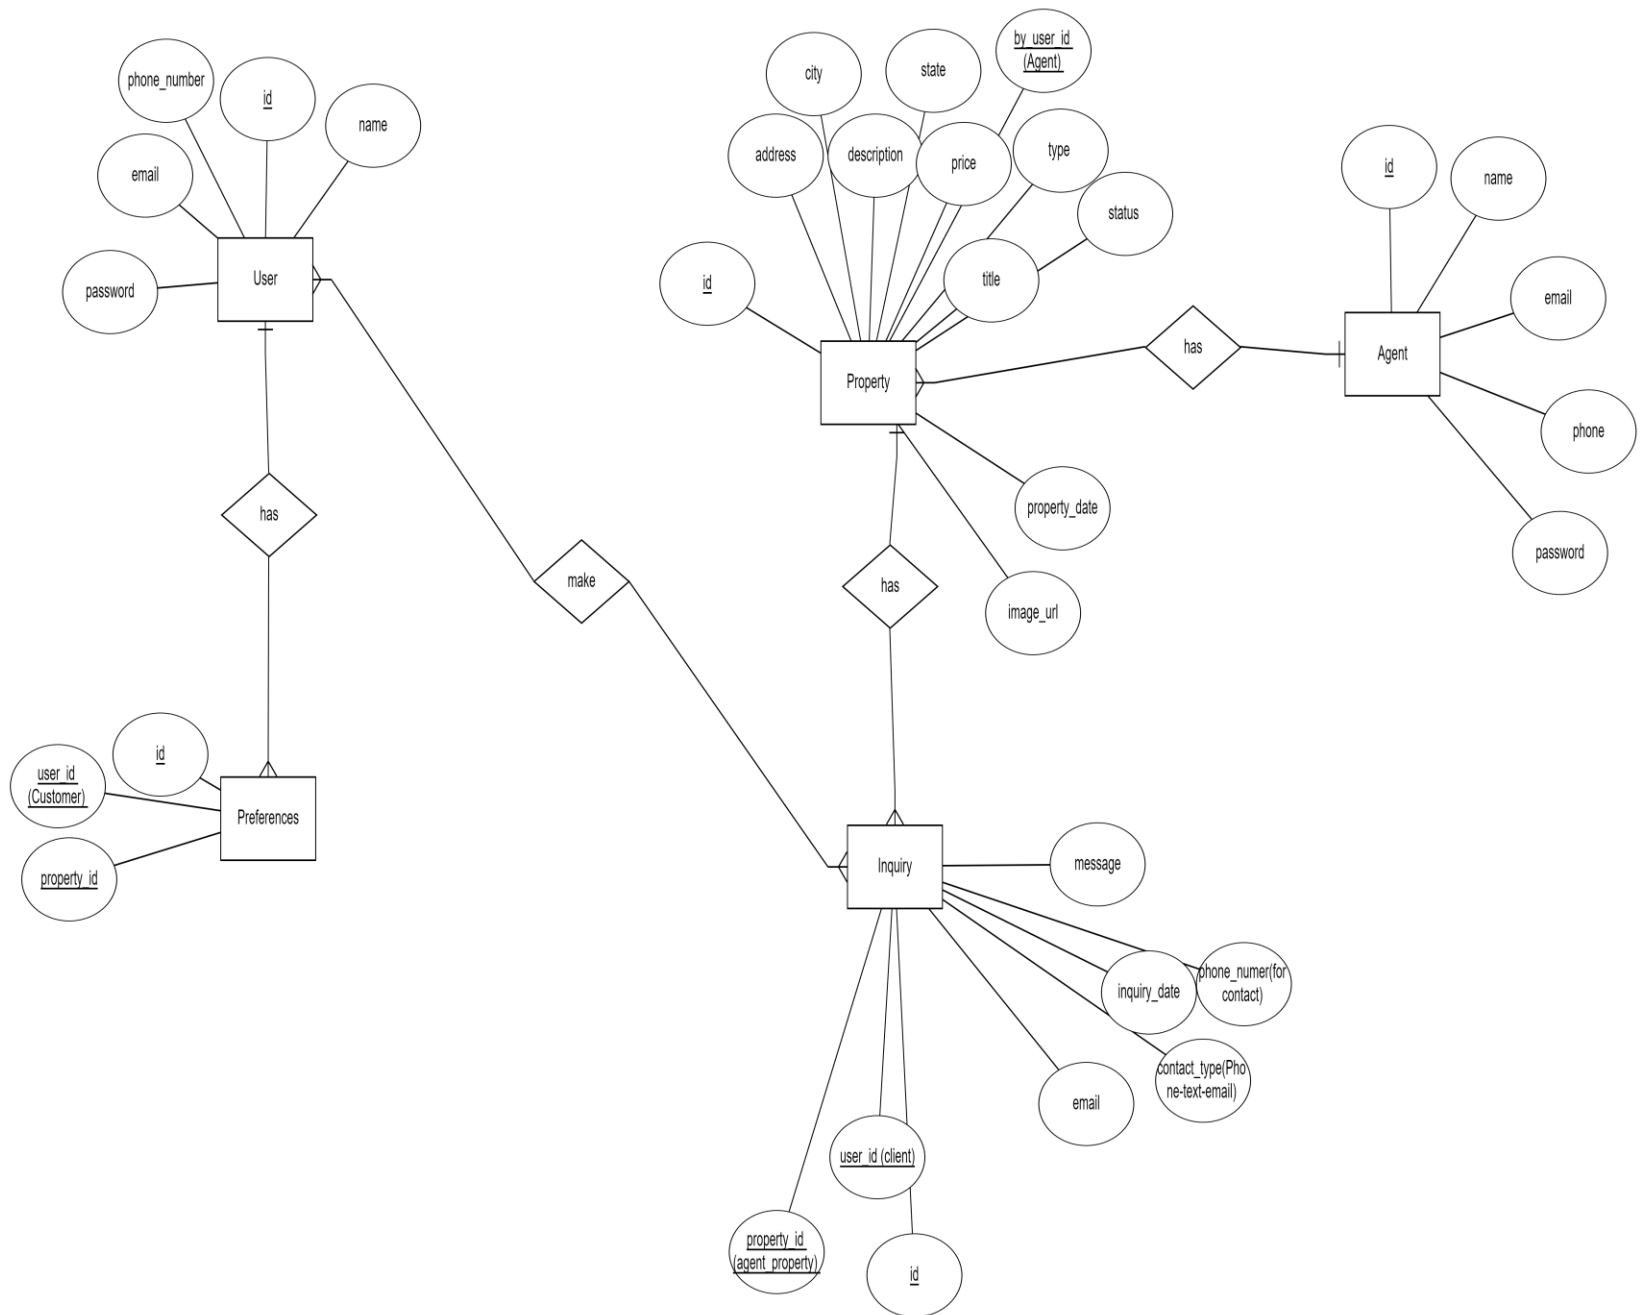 by_user_id
(Agent)
city
state
phone_number
id
name
address
description
price
type
id
name
email
status
password
User
id
title
email
has
Property
Agent
phone
has
property_date
password
make
has
image_url
id
user_id
(Customer)
Preferences
property_id
Inquiry
message
phone_numer(for
contact)
inquiry_date
contact_type(Pho
ne-text-email)
email
user_id (client)
property_id
(agent_property)
id